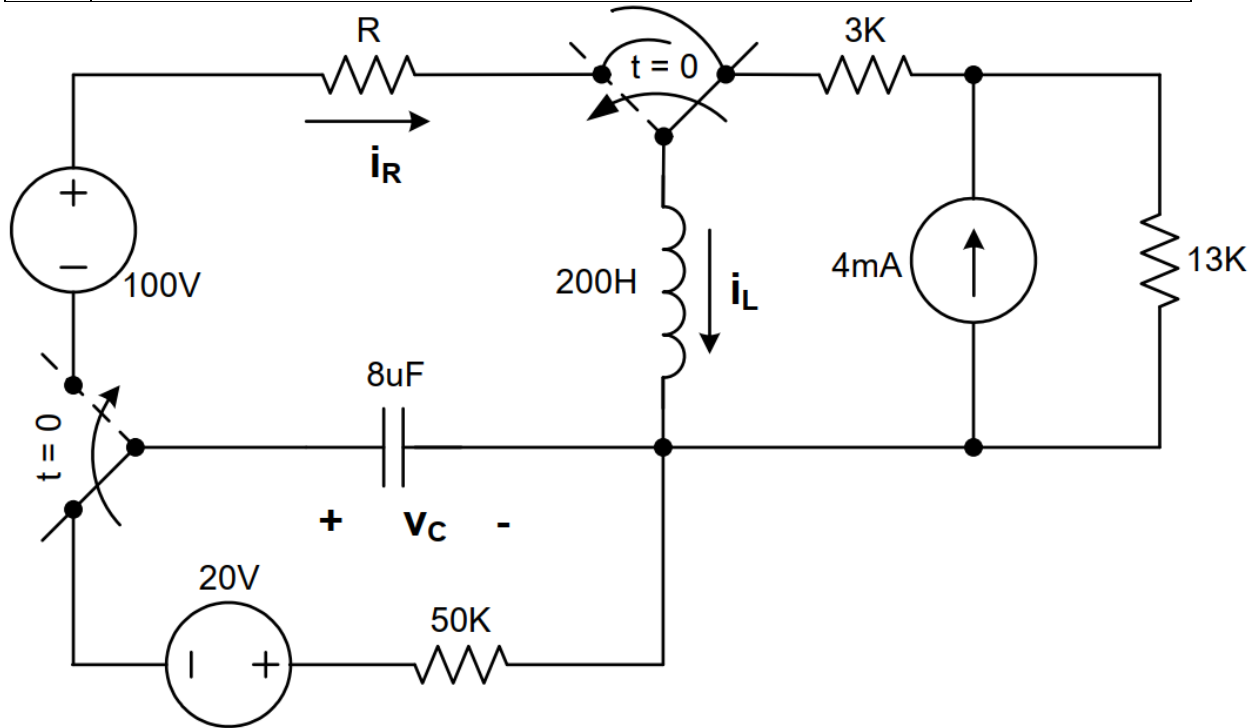 R
t = 0
3K
iR
+
−
100V
200H
iL
4mA
13K
8uF
t = 0
+ vC -
20V
− +
50K